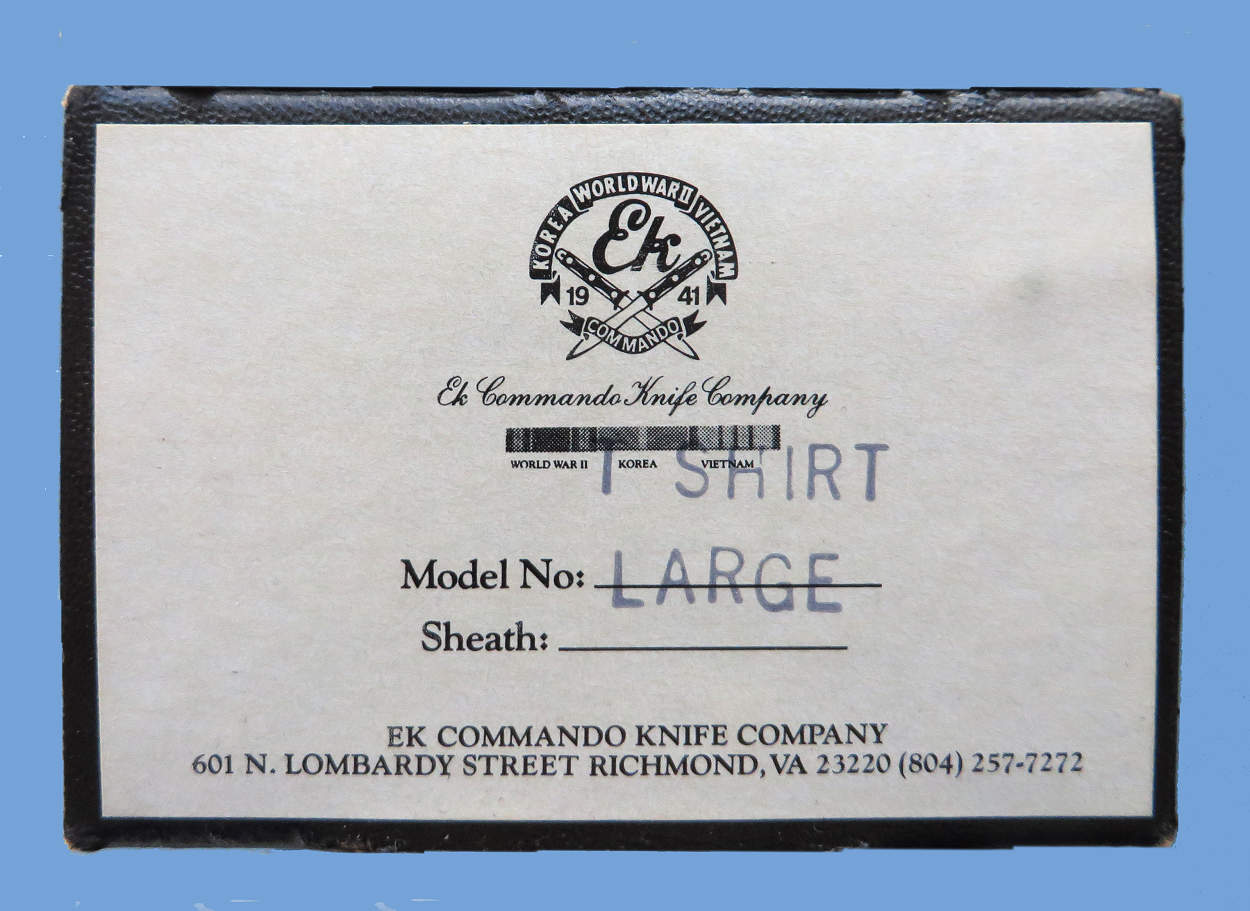 KOREA WORLD WAR II VIETNAM
Ek
19 41
COMMANDO
Ek Commando Knife Company
WORLD WAR II KOREA VIETNAM
T SHIRT
Model No: LARGE
Sheath:
EK COMMANDO KNIFE COMPANY
601 N. LOMBARDY STREET RICHMOND, VA 23220 (804) 257-7272